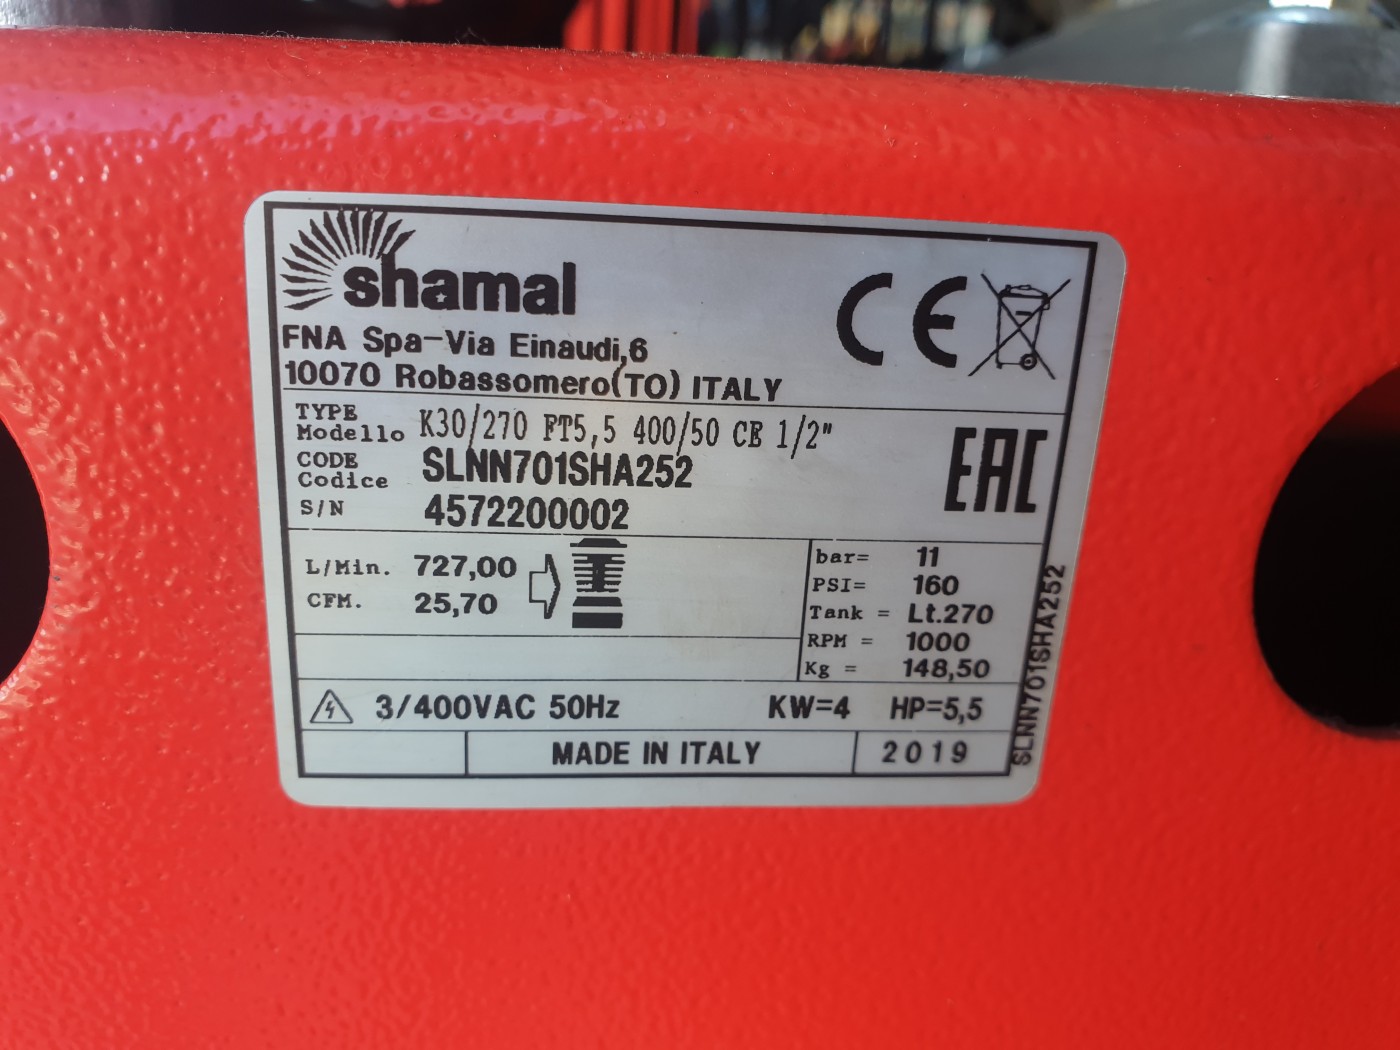 shamal
CE
FNA Spa-Via Einaudi,6
10070 Robassomero(TO) ITALY
TYPE
Modello K30/270 FT5,5 400/50 CE 1/2"
CODE
Codice SLNN701SHA252
S/N 4572200002
EAC
L/Min. 727,00
CFM. 25,70
bar= 11
PSI= 160
Tank = Lt.270
RPM = 1000
Kg = 148,50
3/400VAC 50Hz KW=4 HP=5,5
MADE IN ITALY 2019
SLNN701SHA252